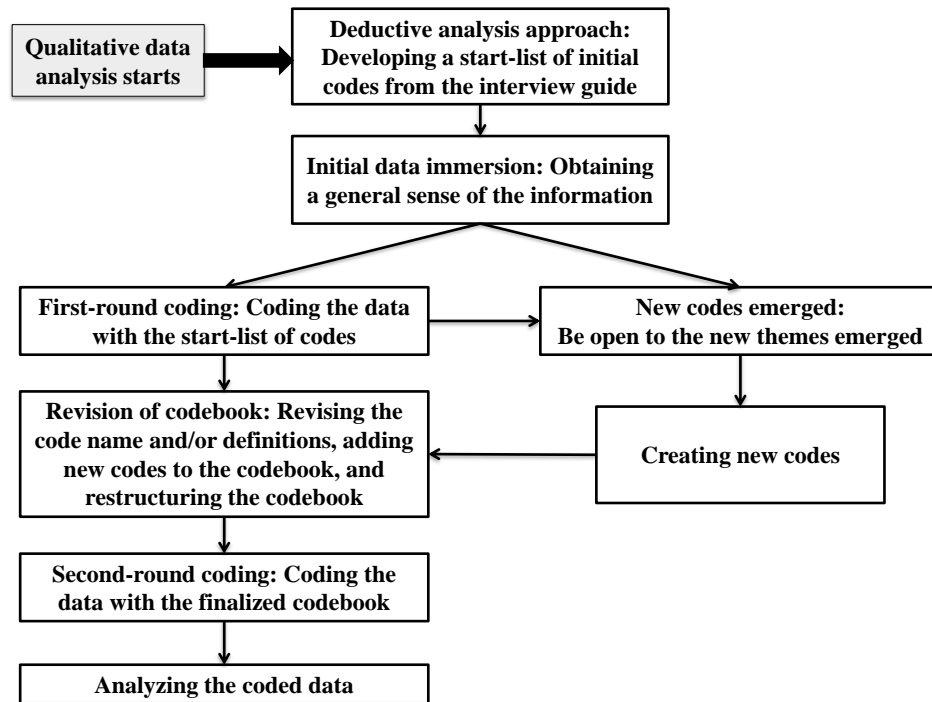 Qualitative data
analysis starts
Deductive analysis approach:
Developing a start-list of initial
codes from the interview guide
Initial data immersion: Obtaining
a general sense of the information
First-round coding: Coding the data
with the start-list of codes
New codes emerged:
Be open to the new themes emerged
Revision of codebook: Revising the
code name and/or definitions, adding
new codes to the codebook, and
restructuring the codebook
Creating new codes
Second-round coding: Coding the
data with the finalized codebook
Analyzing the coded data